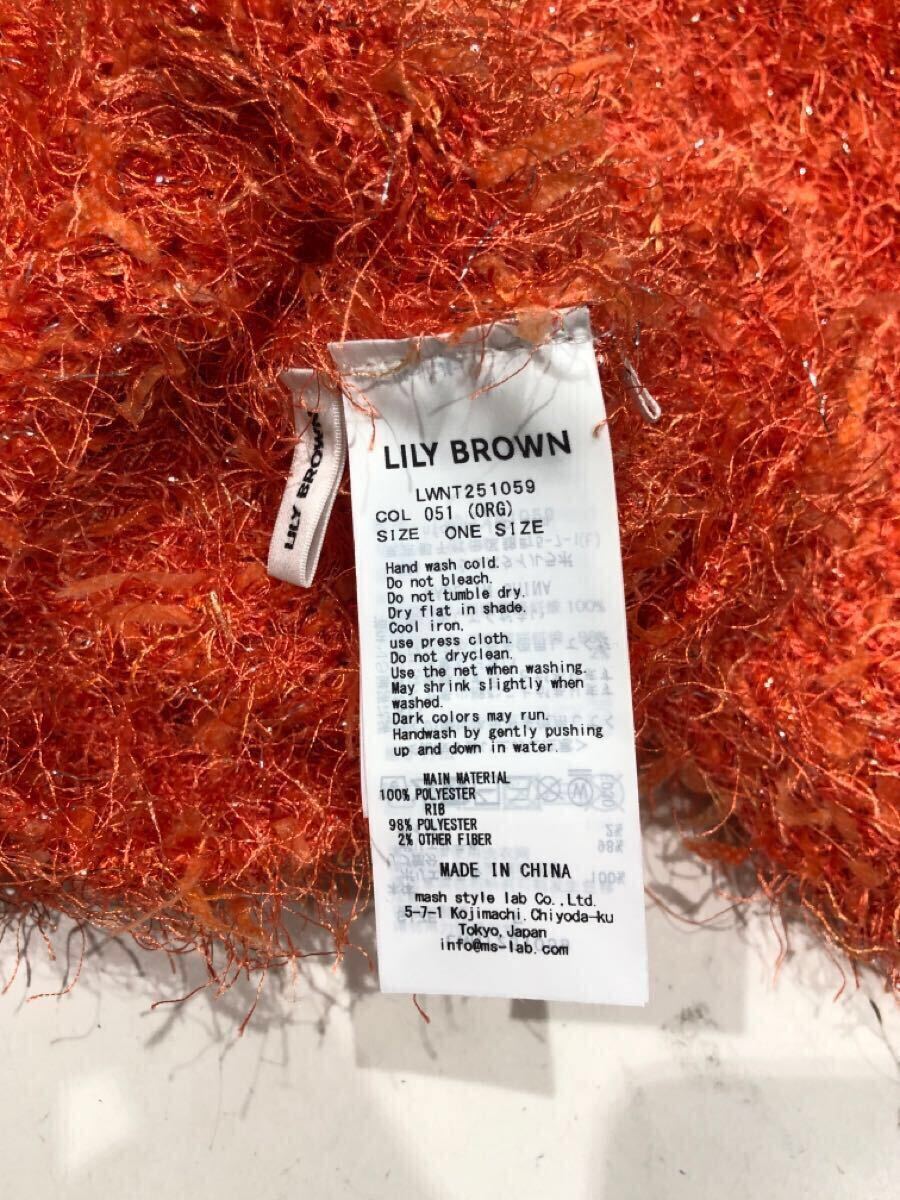 LILY BROWN
LILY BROWN
LWNT251059
COL 051 (ORG)
SIZE ONE SIZE
Hand wash cold.
Do not bleach.
Do not tumble dry.
Dry flat in shade.
Cool iron.
use press cloth.
Do not dryclean.
Use the net when washing.
May shrink slightly when
washed.
Dark colors may run.
Handwash by gently pushing
up and down in water.
MAIN MATERIAL
100% POLYESTER
RIB
98% POLYESTER
2% OTHER FIBER
MADE IN CHINA
mash style lab Co.,Ltd.
5-7-1 Kojimachi, Chiyoda-ku
Tokyo, Japan
info@ms-lab.com